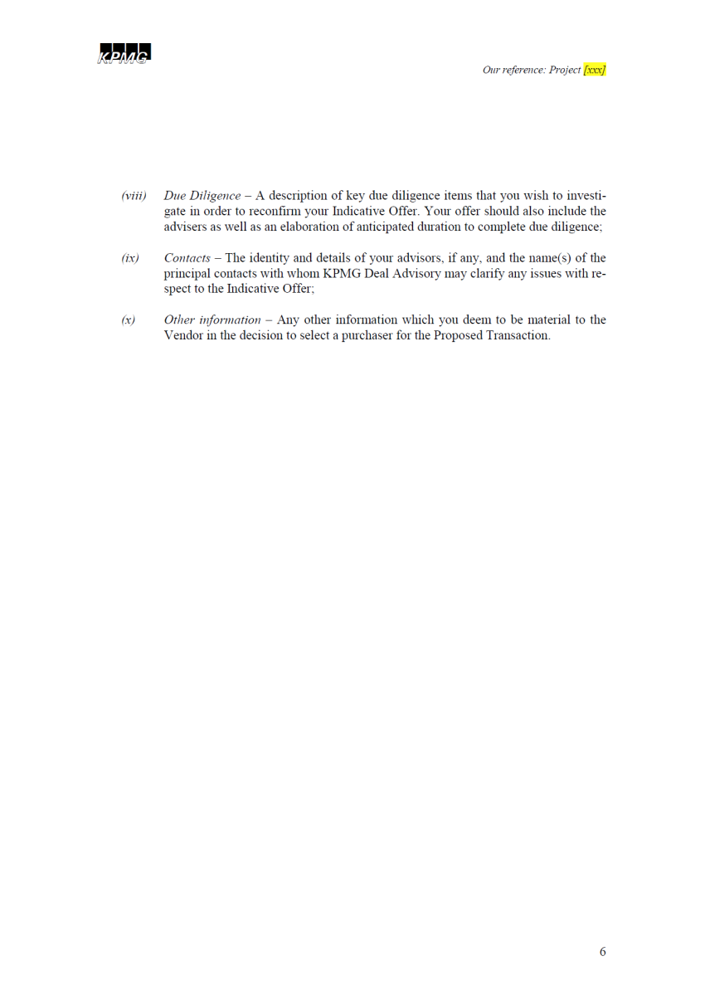 KPMG
Our reference: Project [xxx]
(viii) Due Diligence – A description of key due diligence items that you wish to investi-
gate in order to reconfirm your Indicative Offer. Your offer should also include the
advisers as well as an elaboration of anticipated duration to complete due diligence;
(ix) Contacts – The identity and details of your advisors, if any, and the name(s) of the
principal contacts with whom KPMG Deal Advisory may clarify any issues with re-
spect to the Indicative Offer;
(x) Other information – Any other information which you deem to be material to the
Vendor in the decision to select a purchaser for the Proposed Transaction.
6